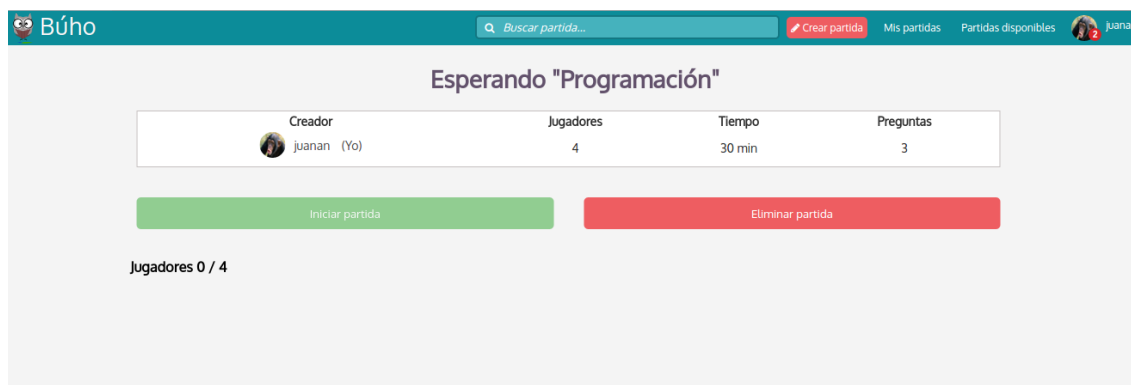 Búho
Buscar partida...
Crear partida
Mis partidas
Partidas disponibles
2
juana
Esperando "Programación"
Creador Jugadores Tiempo Preguntas
juanan (Yo) 4 30 min 3
Iniciar partida
Eliminar partida
Jugadores 0 / 4